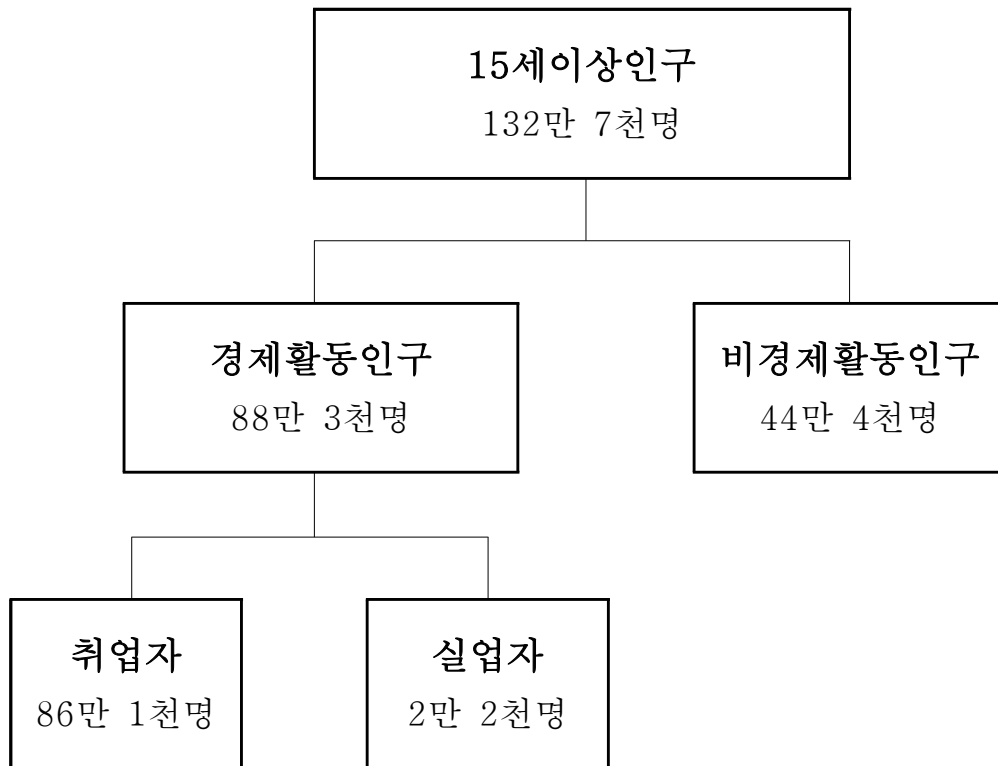 15세이상인구
132만 7천명
경제활동인구
88만 3천명
비경제활동인구
44만 4천명
취업자
86만 1천명
실업자
2만 2천명